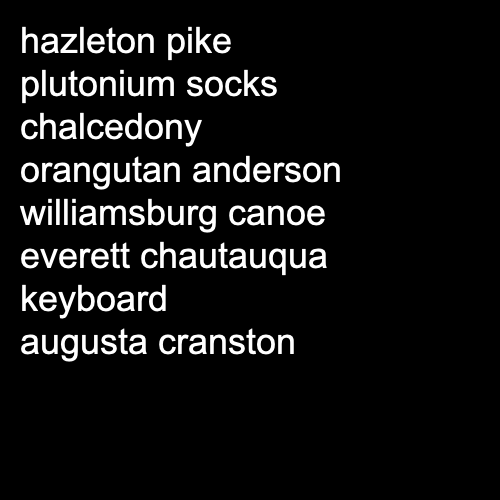 hazleton pike
plutonium socks
chalcedony
orangutan anderson
williamsburg canoe
everett chautauqua
keyboard
augusta cranston